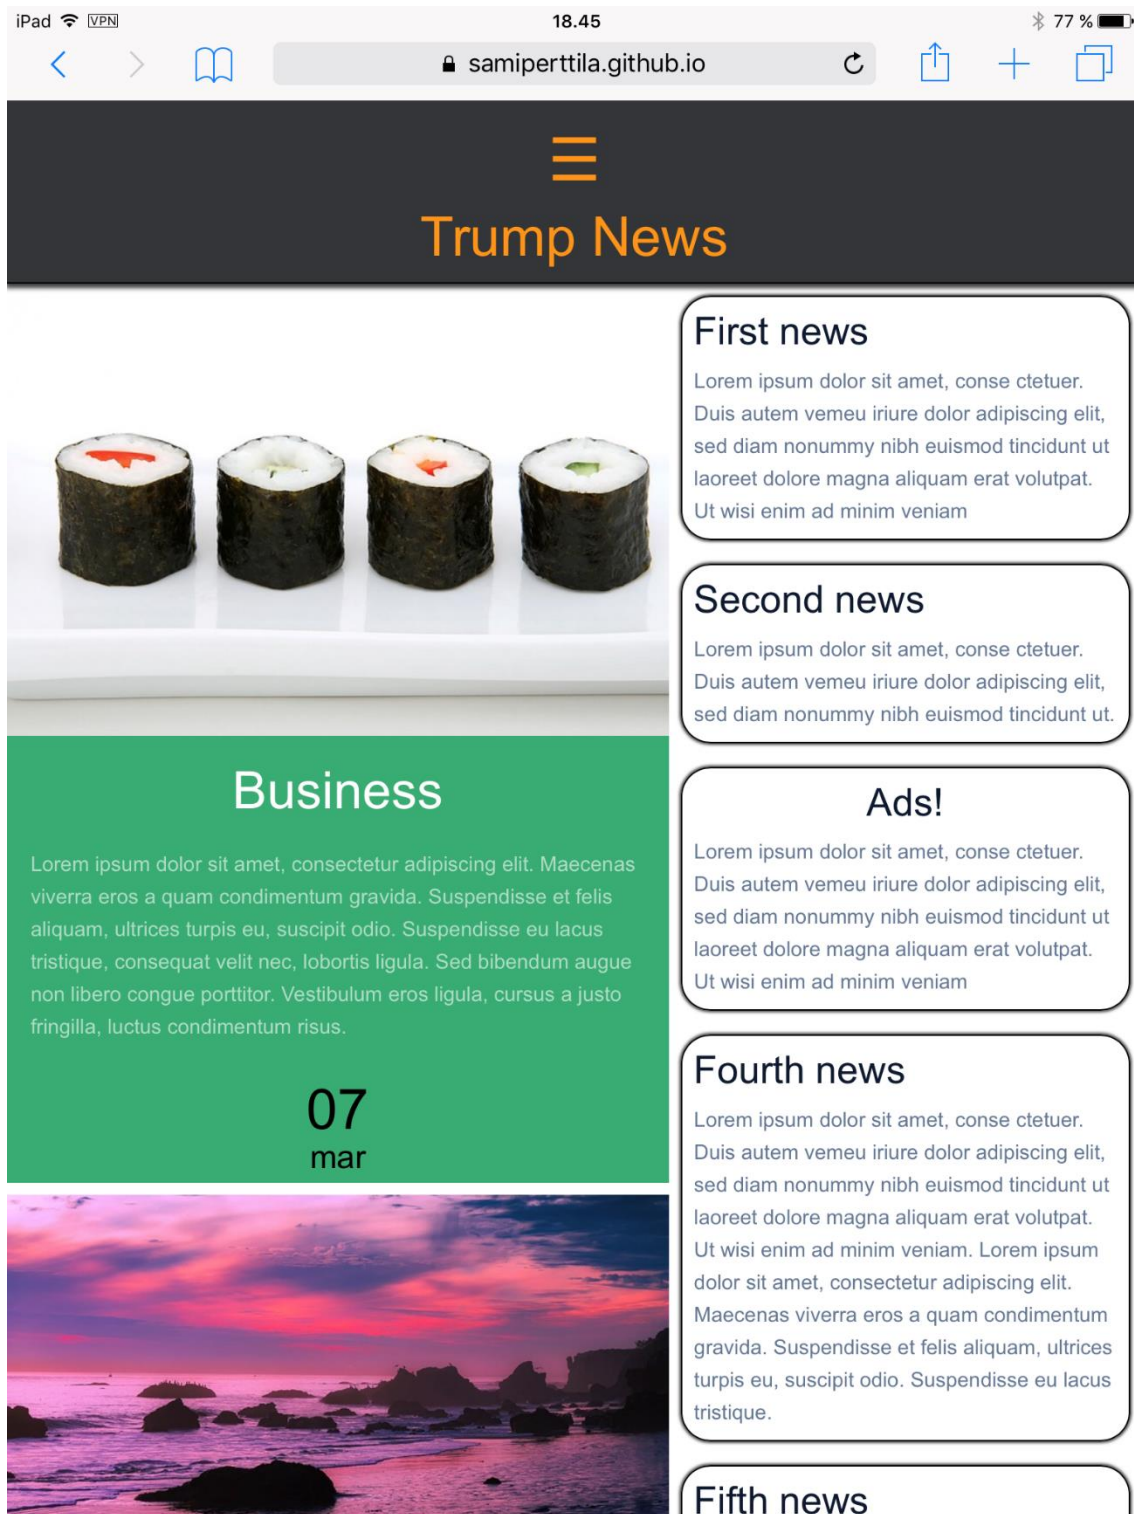 iPad VPN 18.45 77 %
samiperttila.github.io
Trump News
Business
Lorem ipsum dolor sit amet, consectetur adipiscing elit. Maecenas
viverra eros a quam condimentum gravida. Suspendisse et felis
aliquam, ultrices turpis eu, suscipit odio. Suspendisse eu lacus
tristique, consequat velit nec, lobortis ligula. Sed bibendum augue
non libero congue porttitor. Vestibulum eros ligula, cursus a justo
fringilla, luctus condimentum risus.
07
mar
First news
Lorem ipsum dolor sit amet, conse ctetuer.
Duis autem vemeu iriure dolor adipiscing elit,
sed diam nonummy nibh euismod tincidunt ut
laoreet dolore magna aliquam erat volutpat.
Ut wisi enim ad minim veniam
Second news
Lorem ipsum dolor sit amet, conse ctetuer.
Duis autem vemeu iriure dolor adipiscing elit,
sed diam nonummy nibh euismod tincidunt ut.
Ads!
Lorem ipsum dolor sit amet, conse ctetuer.
Duis autem vemeu iriure dolor adipiscing elit,
sed diam nonummy nibh euismod tincidunt ut
laoreet dolore magna aliquam erat volutpat.
Ut wisi enim ad minim veniam
Fourth news
Lorem ipsum dolor sit amet, conse ctetuer.
Duis autem vemeu iriure dolor adipiscing elit,
sed diam nonummy nibh euismod tincidunt ut
laoreet dolore magna aliquam erat volutpat.
Ut wisi enim ad minim veniam. Lorem ipsum
dolor sit amet, consectetur adipiscing elit.
Maecenas viverra eros a quam condimentum
gravida. Suspendisse et felis aliquam, ultrices
turpis eu, suscipit odio. Suspendisse eu lacus
tristique.
Fifth news